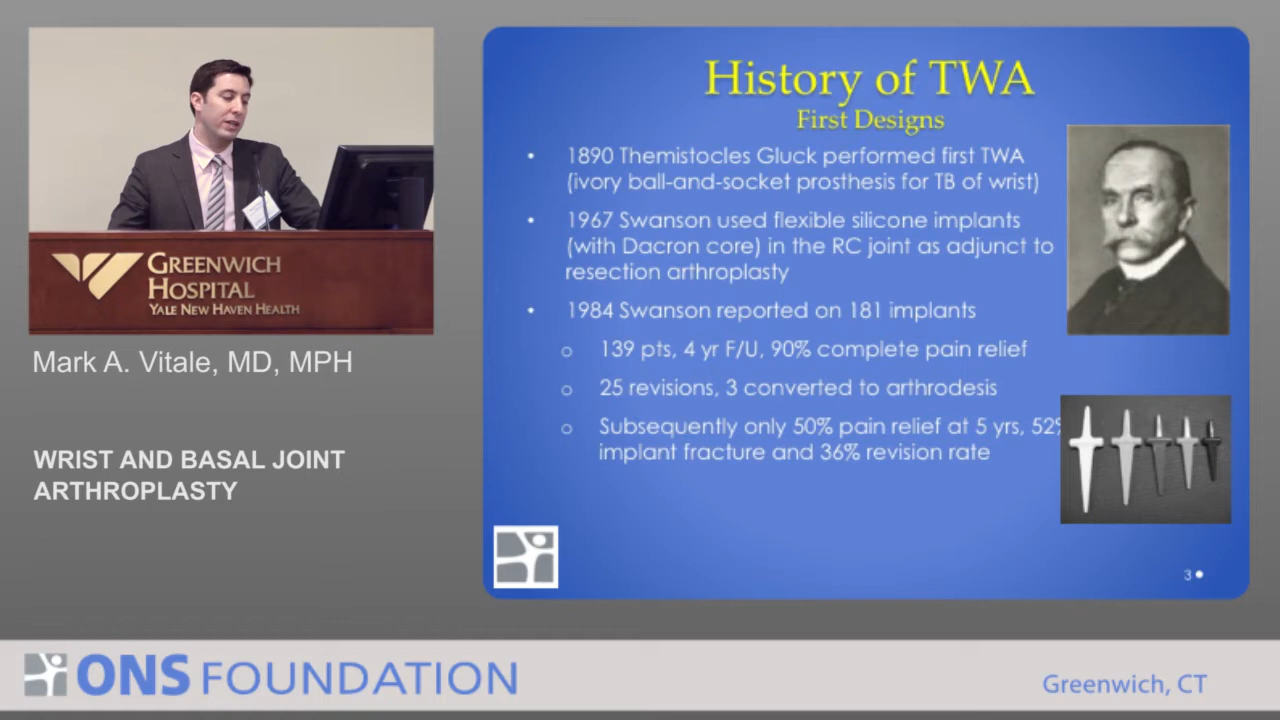 GREENWICH
HOSPITAL
YALE NEW HAVEN HEALTH
Mark A. Vitale, MD, MPH
WRIST AND BASAL JOINT
ARTHROPLASTY
History of TWA
First Designs
• 1890 Themistocles Gluck performed first TWA
(ivory ball-and-socket prosthesis for TB of wrist)
• 1967 Swanson used flexible silicone implants
(with Dacron core) in the RC joint as adjunct to
resection arthroplasty
• 1984 Swanson reported on 181 implants
o 139 pts, 4 yr F/U, 90% complete pain relief
o 25 revisions, 3 converted to arthrodesis
o Subsequently only 50% pain relief at 5 yrs, 52%
implant fracture and 36% revision rate
3
ONS FOUNDATION
Greenwich, CT